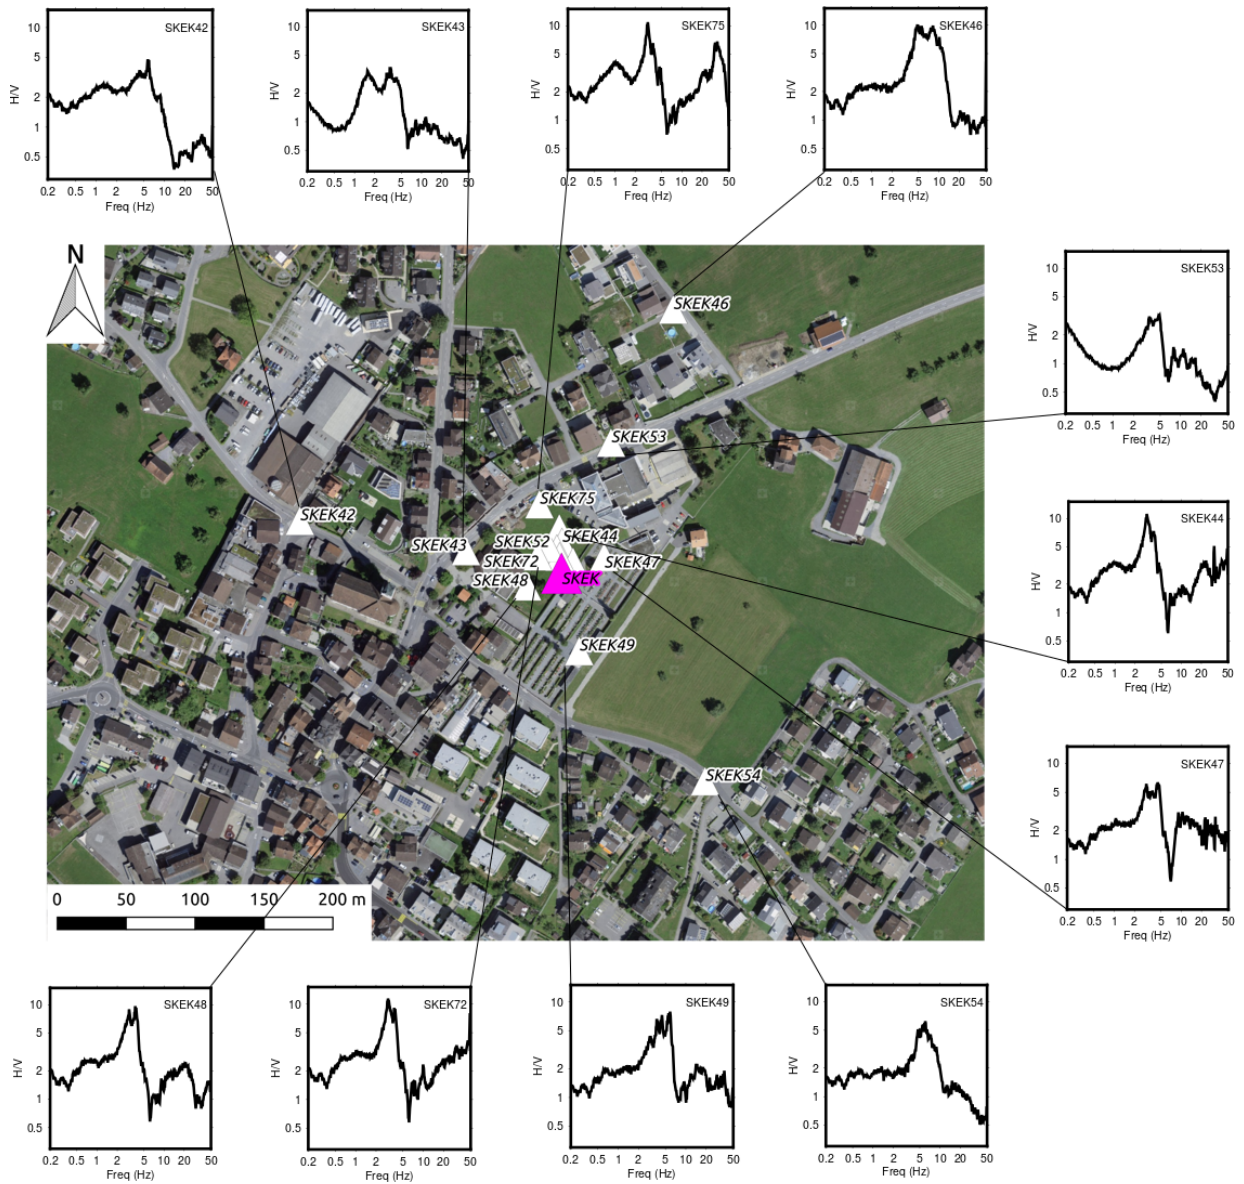 SKEK42
10
5
2
1
0.5
H/V
0.2 0.5 1 2 5 10 20 50
Freq (Hz)
SKEK43
10
5
2
1
0.5
H/V
0.2 0.5 1 2 5 10 20 50
Freq (Hz)
SKEK75
10
5
2
1
0.5
H/V
0.2 0.5 1 2 5 10 20 50
Freq (Hz)
SKEK46
10
5
2
1
0.5
H/V
0.2 0.5 1 2 5 10 20 50
Freq (Hz)
N
SKEK46
SKEK53
SKEK75
SKEK42
SKEK52
SKEK44
SKEK43
SKEK72
SKEK47
SKEK48
SKEK
SKEK49
SKEK54
0 50 100 150 200 m
SKEK53
10
5
2
1
0.5
H/V
0.2 0.5 1 2 5 10 20 50
Freq (Hz)
SKEK44
10
5
2
1
0.5
H/V
0.2 0.5 1 2 5 10 20 50
Freq (Hz)
SKEK47
10
5
2
1
0.5
H/V
0.2 0.5 1 2 5 10 20 50
Freq (Hz)
SKEK48
10
5
2
1
0.5
H/V
0.2 0.5 1 2 5 10 20 50
Freq (Hz)
SKEK72
10
5
2
1
0.5
H/V
0.2 0.5 1 2 5 10 20 50
Freq (Hz)
SKEK49
10
5
2
1
0.5
H/V
0.2 0.5 1 2 5 10 20 50
Freq (Hz)
SKEK54
10
5
2
1
0.5
H/V
0.2 0.5 1 2 5 10 20 50
Freq (Hz)